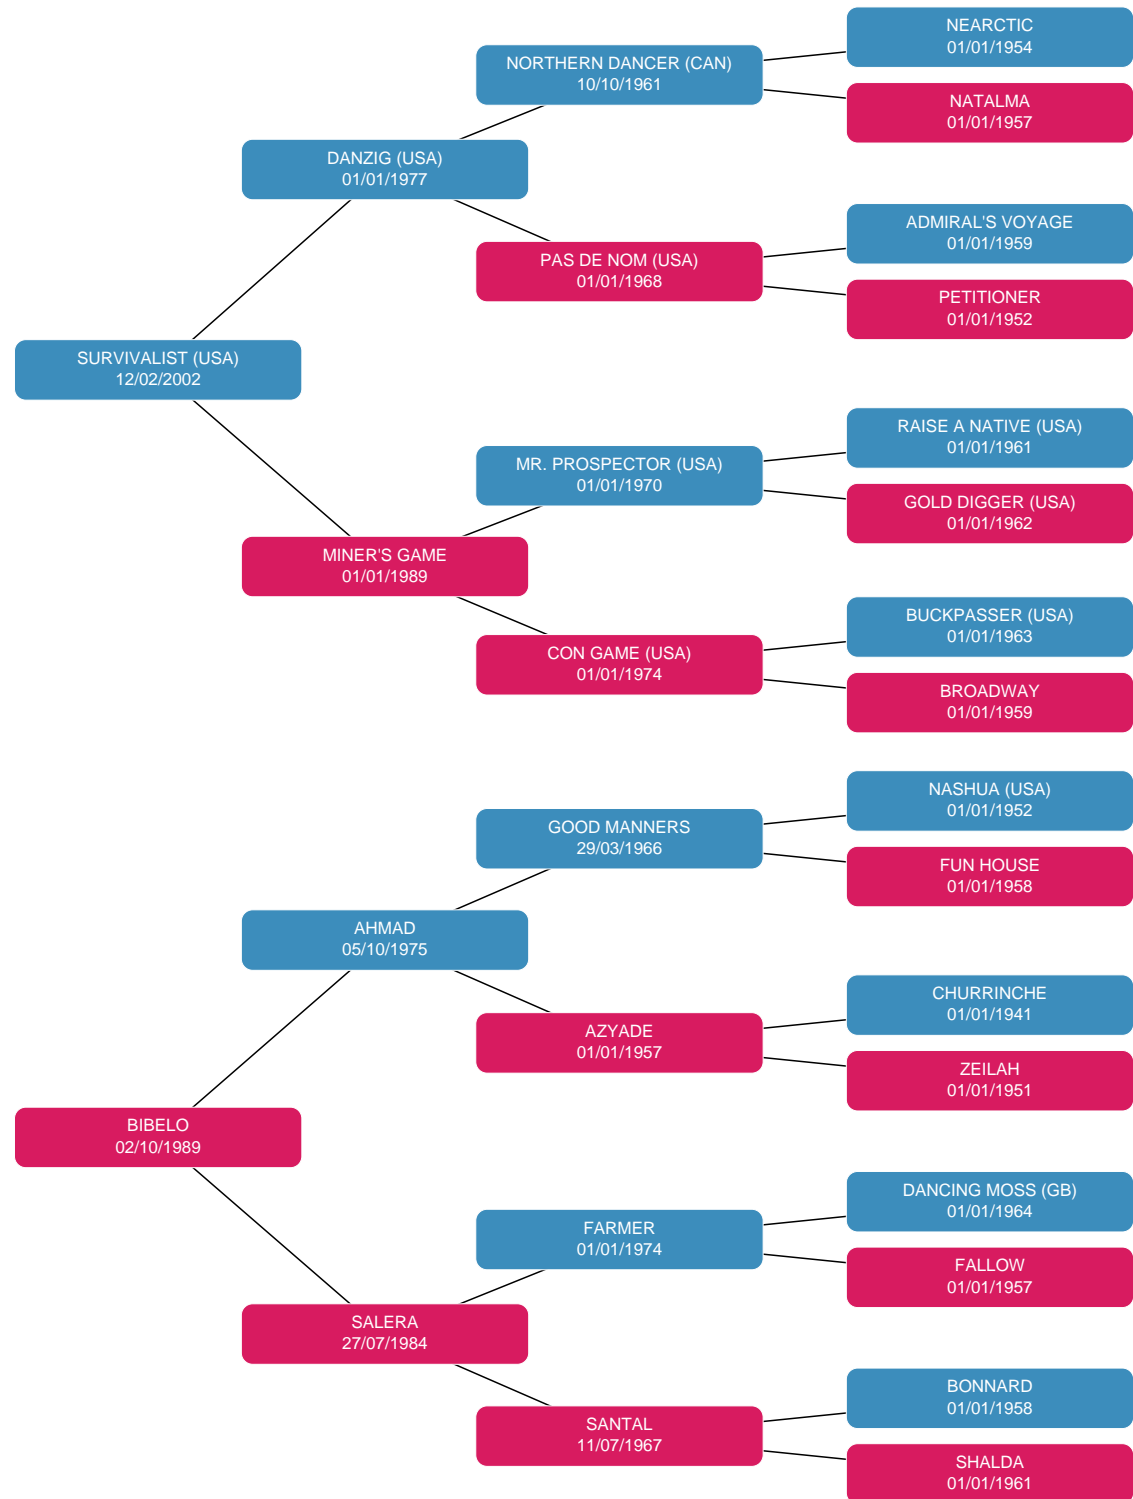 NEARCTIC
01/01/1954
NORTHERN DANCER (CAN)
10/10/1961
NATALMA
01/01/1957
DANZIG (USA)
01/01/1977
ADMIRAL'S VOYAGE
01/01/1959
PAS DE NOM (USA)
01/01/1968
PETITIONER
01/01/1952
SURVIVALIST (USA)
12/02/2002
RAISE A NATIVE (USA)
01/01/1961
MR. PROSPECTOR (USA)
01/01/1970
GOLD DIGGER (USA)
01/01/1962
MINER'S GAME
01/01/1989
BUCKPASSER (USA)
01/01/1963
CON GAME (USA)
01/01/1974
BROADWAY
01/01/1959
NASHUA (USA)
01/01/1952
GOOD MANNERS
29/03/1966
FUN HOUSE
01/01/1958
AHMAD
05/10/1975
CHURRINCHE
01/01/1941
AZYADE
01/01/1957
ZEILAH
01/01/1951
BIBELO
02/10/1989
DANCING MOSS (GB)
01/01/1964
FARMER
01/01/1974
FALLOW
01/01/1957
SALERA
27/07/1984
BONNARD
01/01/1958
SANTAL
11/07/1967
SHALDA
01/01/1961